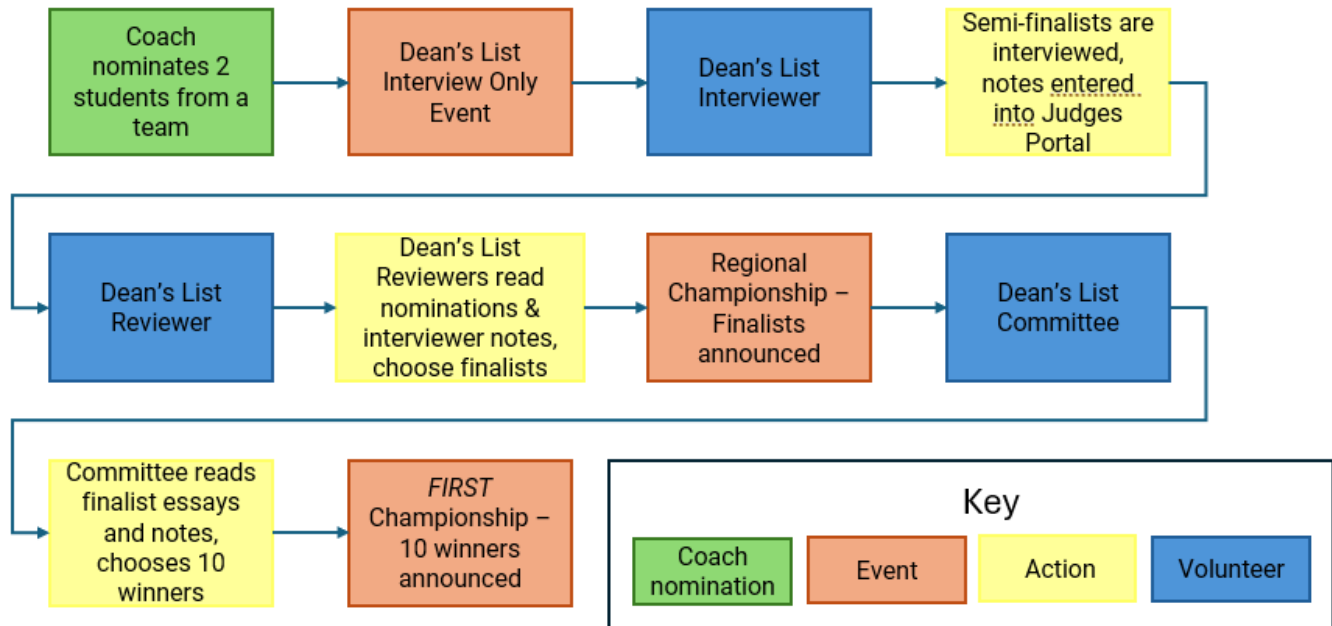 Coach
nominates 2
students from a
team
Dean’s List
Interview Only
Event
Dean’s List
Interviewer
Semi-finalists are
interviewed,
notes entered
into Judges
Portal
Dean’s List
Reviewer
Dean’s List
Reviewers read
nominations &
interviewer notes,
choose finalists
Regional
Championship –
Finalists
announced
Dean’s List
Committee
Committee reads
finalist essays
and notes,
chooses 10
winners
FIRST
Championship –
10 winners
announced
Key
Coach
nomination
Event
Action
Volunteer